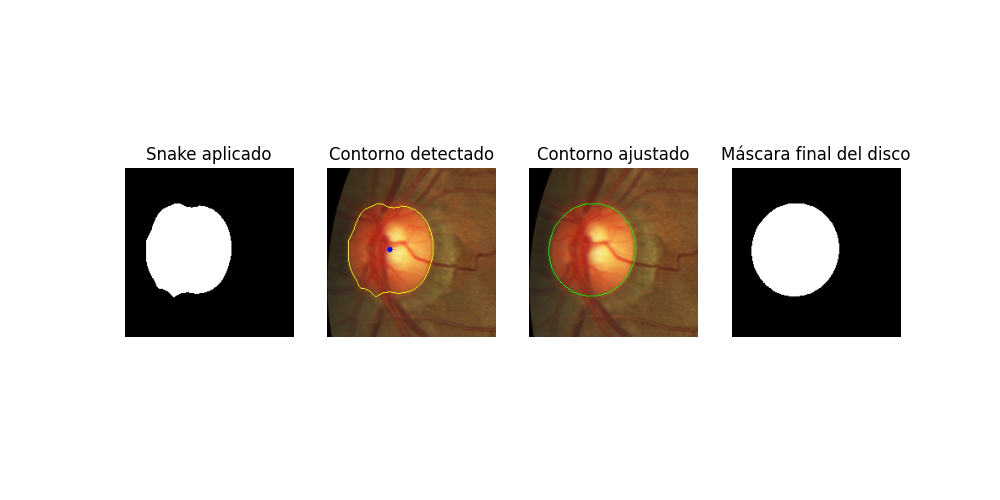 Snake aplicado
Contorno detectado
Contorno ajustado
Máscara final del disco